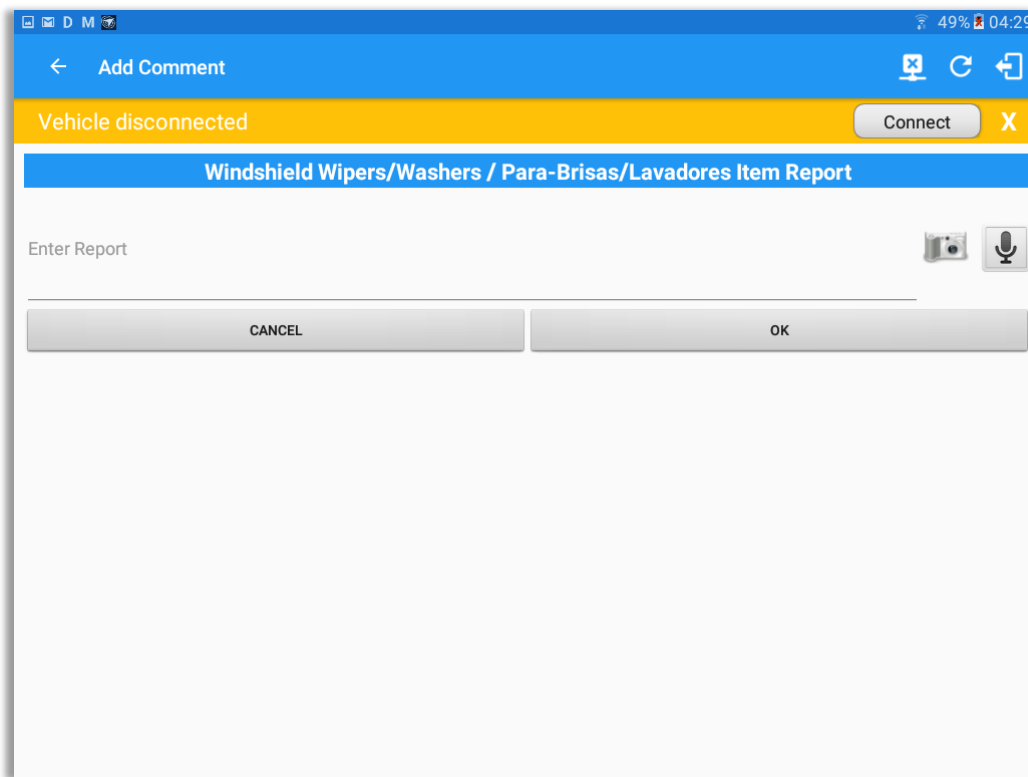 D M 49% 04:29
Add Comment
Vehicle disconnected Connect X
Windshield Wipers/Washers / Para-Brisas/Lavadores Item Report
Enter Report
CANCEL OK